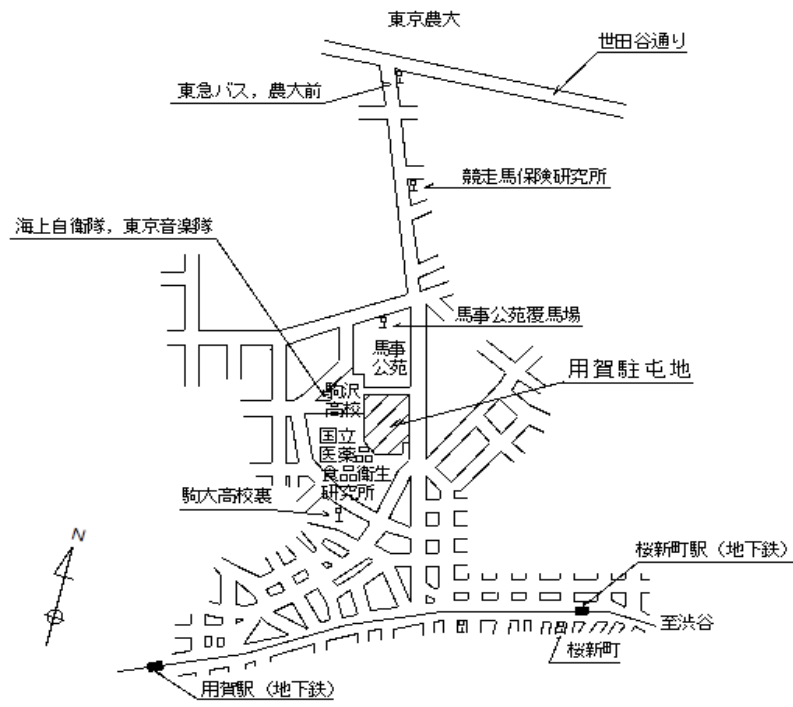 東京農大
世田谷通り
東急バス，農大前
競走馬保険研究所
海上自衛隊，東京音楽隊
馬事公苑覆馬場
馬事
公苑
用賀駐屯地
駒沢
高校
国立
医薬品
食品衛生
研究所
駒大高校裏
N
桜新町駅（地下鉄）
至渋谷
桜新町
用賀駅（地下鉄）